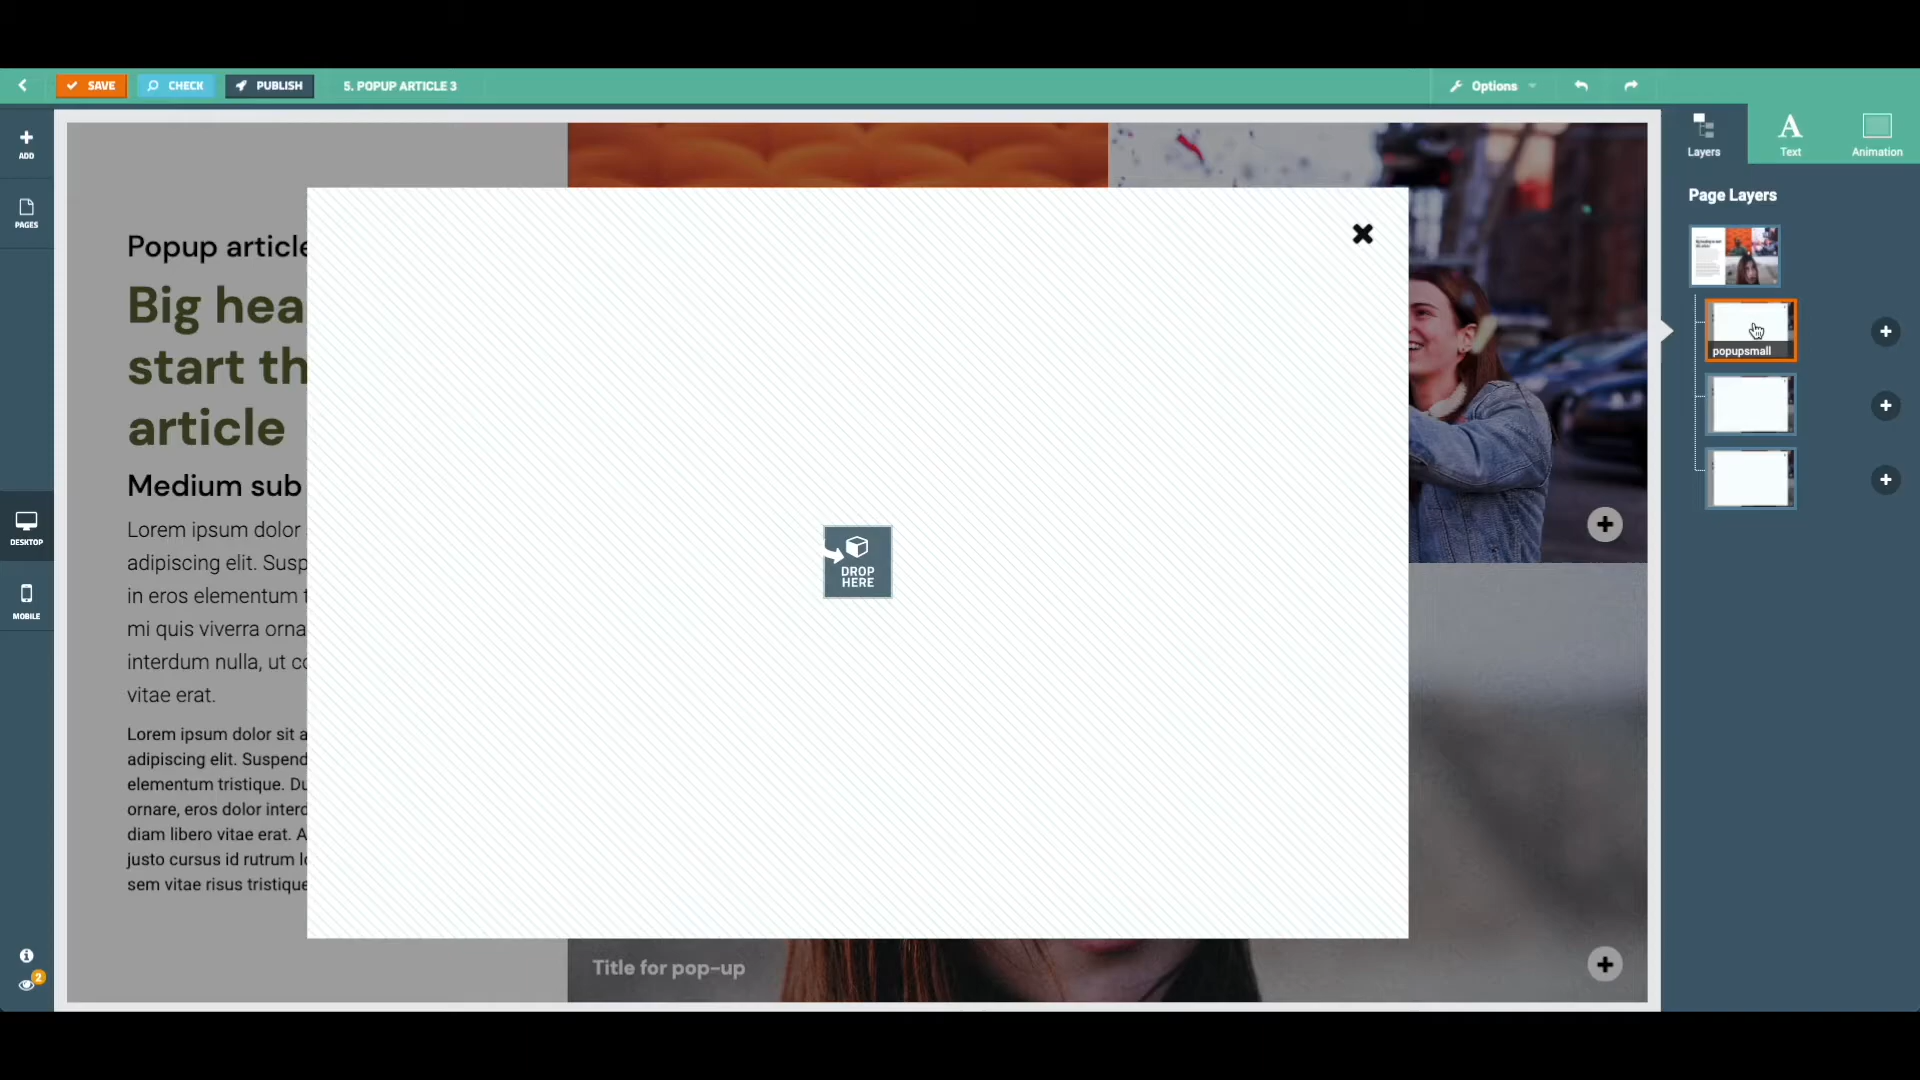 SAVE
CHECK
PUBLISH
5. POPUP ARTICLE 3
Options
ADD
PAGES
DESKTOP
MOBILE
2
Layers
Text
Animation
Page Layers
popupsmall
Popup article
Big hea
start th
article
Medium sub
Lorem ipsum dolor
adipiscing elit. Susp
in eros elementum t
mi quis viverra orna
interdum nulla, ut co
vitae erat.
Lorem ipsum dolor sit a
adipiscing elit. Suspend
elementum tristique. Du
ornare, eros dolor interd
diam libero vitae erat. A
justo cursus id rutrum lo
sem vitae risus tristique
DROP
HERE
Title for pop-up